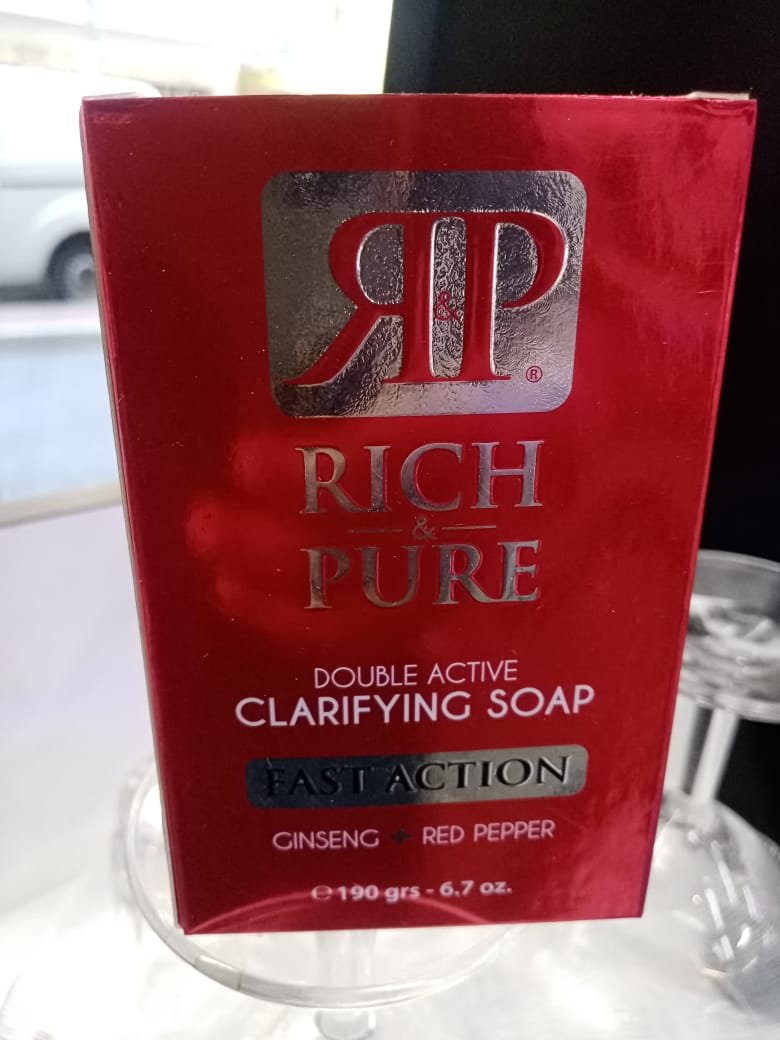 R&P®
RICH
&
PURE
DOUBLE ACTIVE
CLARIFYING SOAP
FAST ACTION
GINSENG + RED PEPPER
℮ 190 grs - 6.7 oz.